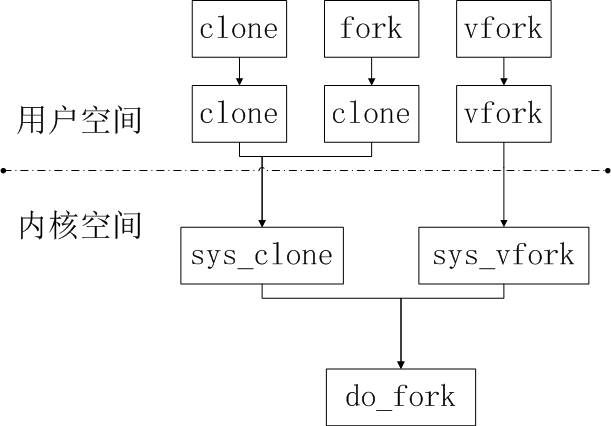 clone fork vfork
clone clone vfork
用户空间
内核空间
sys_clone sys_vfork
do_fork